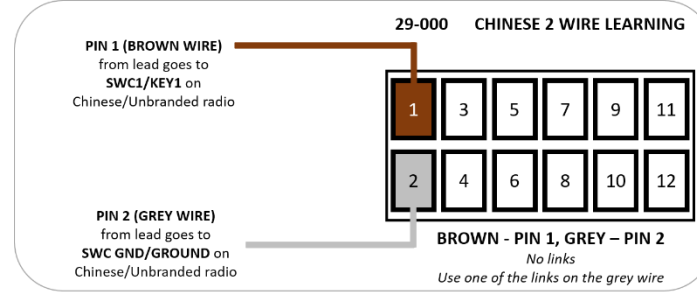 29-000 CHINESE 2 WIRE LEARNING
PIN 1 (BROWN WIRE)
from lead goes to
SWC1/KEY1 on
Chinese/Unbranded radio
1 3 5 7 9 11
2 4 6 8 10 12
PIN 2 (GREY WIRE)
from lead goes to
SWC GND/GROUND on
Chinese/Unbranded radio
BROWN - PIN 1, GREY – PIN 2
No links
Use one of the links on the grey wire